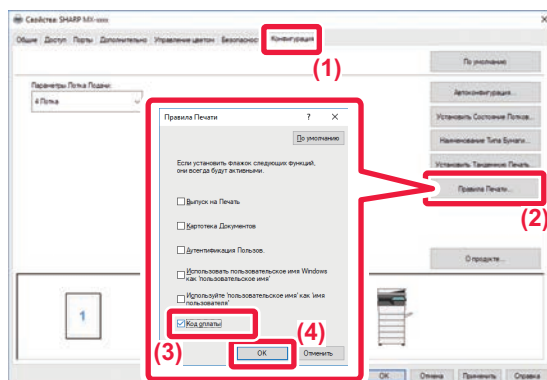 Свойства: SHARP MX-xxxx
Общие Доступ Порты Дополнительно Управление цветом Безопасность Конфигурация
(1)
По умолчанию
Параметры Лотка Подачи:
4 Лотка
Автоконфигурация...
Установить Состояние Лотков...
Наименование Типа Бумаги...
Установить Тандемную Печать...
Правила Печати...
(2)
О продукте...
Правила Печати ? X
По умолчанию
Если установить флажок следующих функций,
они всегда будут активными.
Выпуск на Печать
Картотека Документов
Аутентификация Пользов.
Использовать пользовательское имя Windows
как 'пользовательское имя'
Используйте 'пользовательское имя' как 'имя
пользователя'
Код оплаты
(3)
(4)
OK Отменить
1
OK Отмена Применить Справка